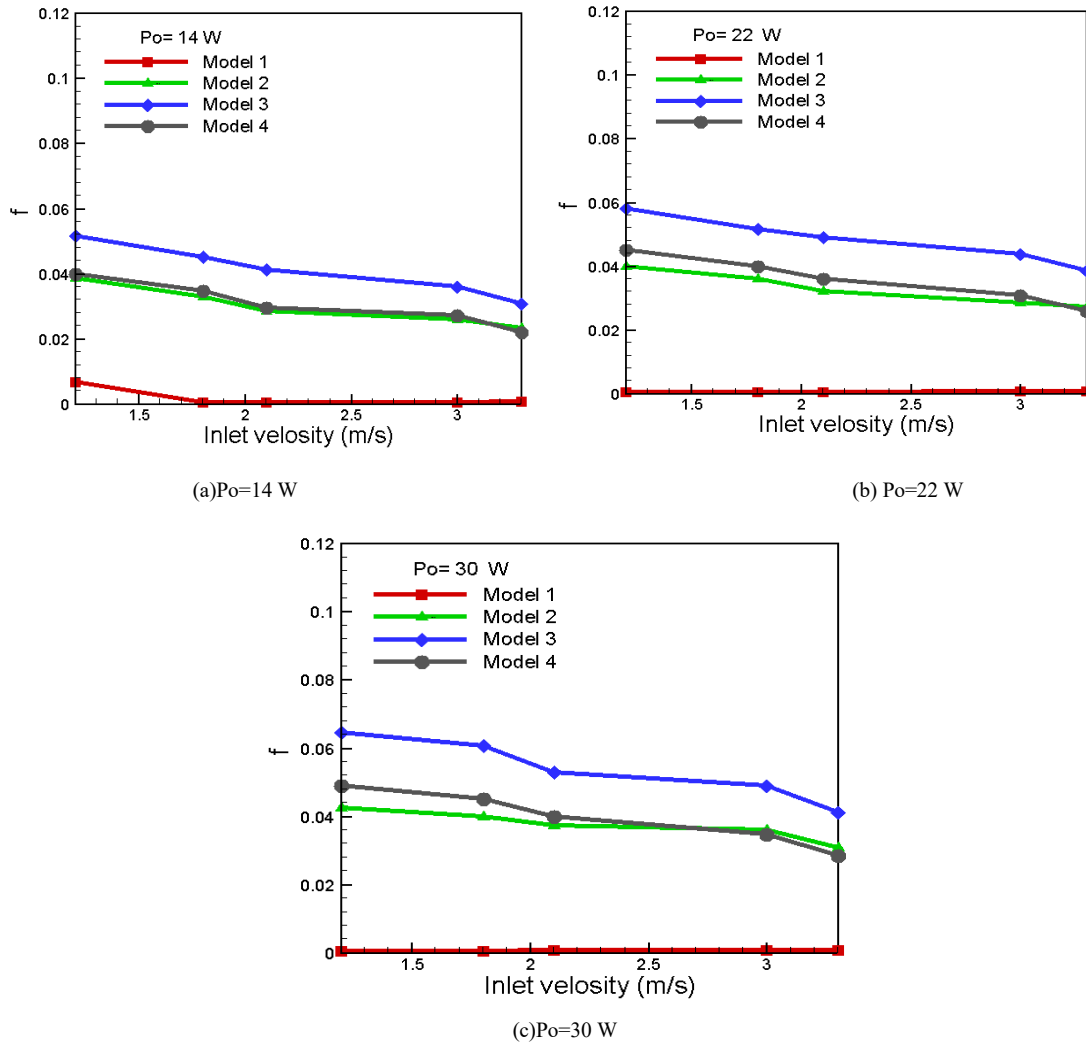 0.12
0.1
0.08
0.06
0.04
0.02
0
f
Po= 14 W
Model 1
Model 2
Model 3
Model 4
1.5
2
2.5
3
Inlet velosity (m/s)
(a)Po=14 W
0.12
0.1
0.08
0.06
0.04
0.02
0
f
Po= 22 W
Model 1
Model 2
Model 3
Model 4
1.5
2
2.5
3
Inlet velosity (m/s)
(b) Po=22 W
0.12
0.1
0.08
0.06
0.04
0.02
0
f
Po= 30 W
Model 1
Model 2
Model 3
Model 4
1.5
2
2.5
3
Inlet velosity (m/s)
(c)Po=30 W